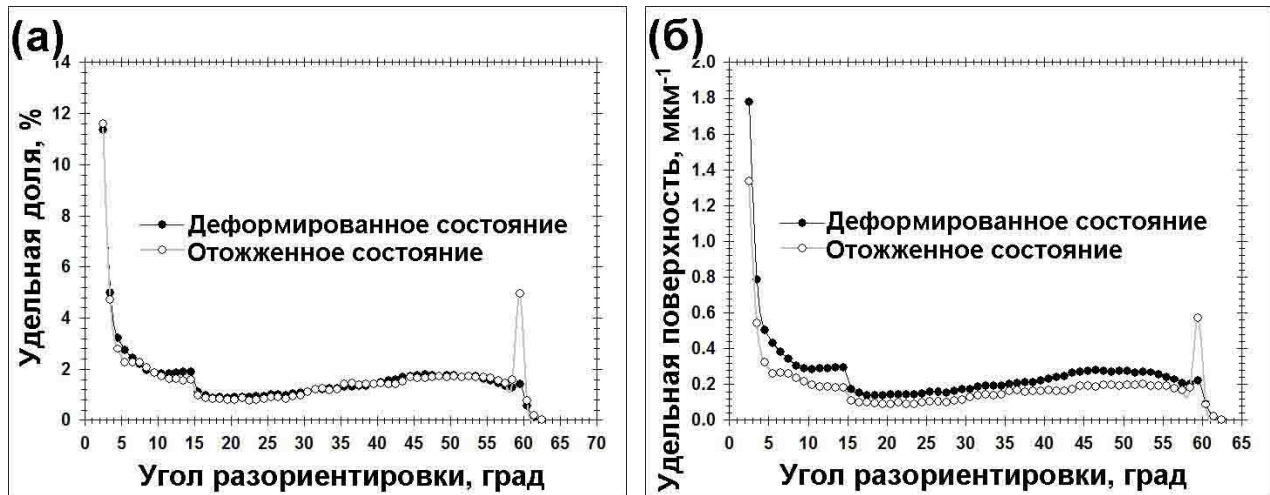 (а)
Удельная доля, %
14
12
10
8
6
4
2
0
Деформированное состояние
Отожженное состояние
0 5 10 15 20 25 30 35 40 45 50 55 60 65 70
Угол разориентировки, град
(б)
Удельная поверхность, мкм⁻¹
2.0
1.8
1.6
1.4
1.2
1.0
0.8
0.6
0.4
0.2
0.0
Деформированное состояние
Отожженное состояние
0 5 10 15 20 25 30 35 40 45 50 55 60 65
Угол разориентировки, град